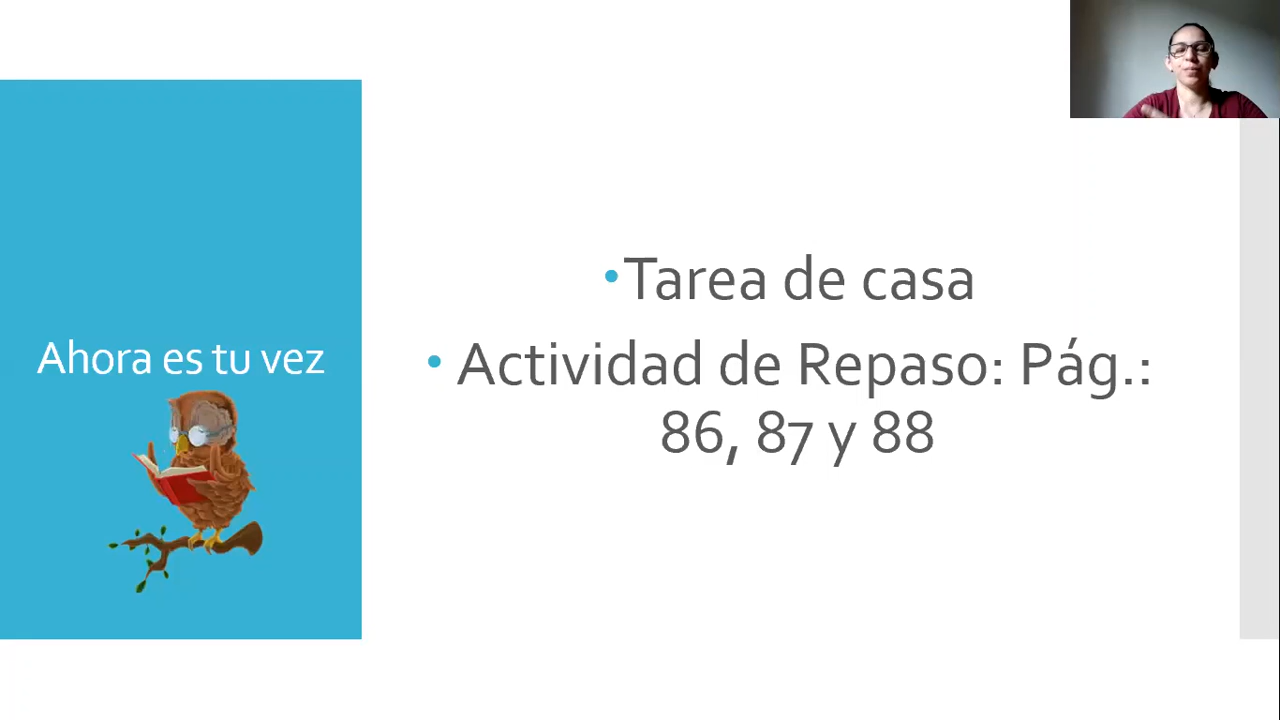 Ahora es tu vez
•Tarea de casa
• Actividad de Repaso: Pág.:
86, 87 y 88